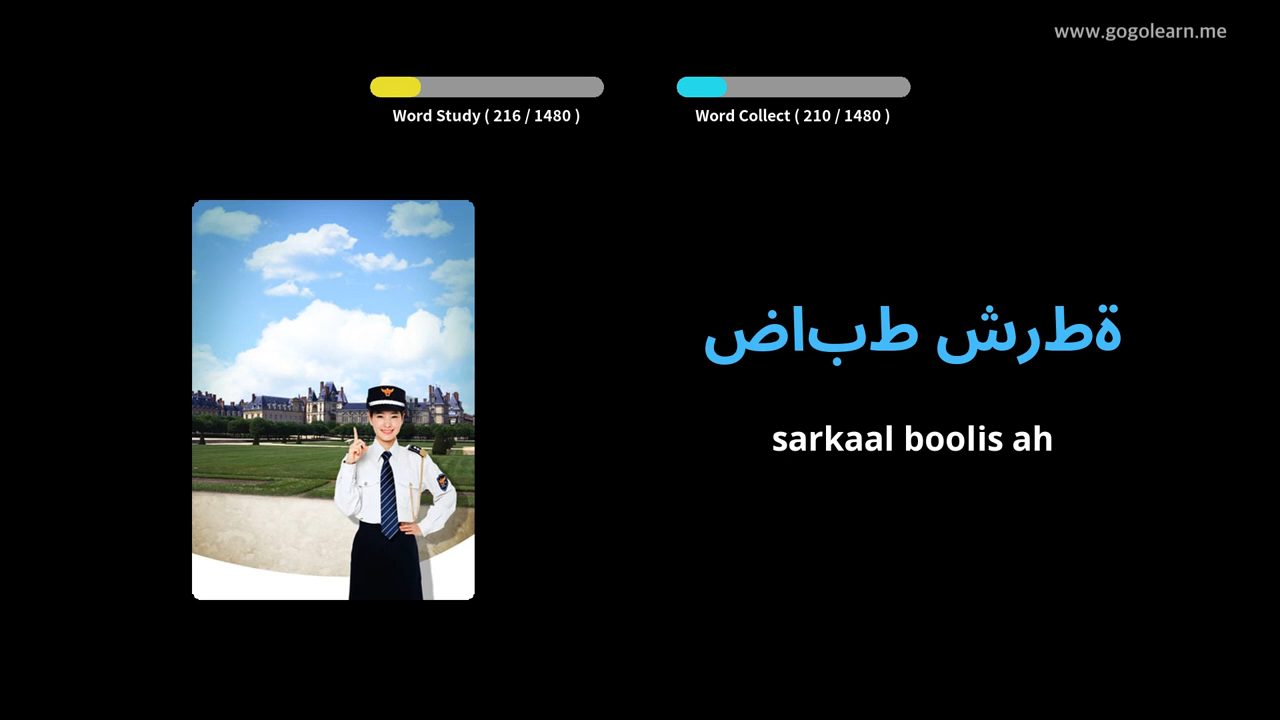 www.gogolearn.me
Word Study ( 216 / 1480 )
Word Collect ( 210 / 1480 )
ةطرش طباض
sarkaal boolis ah